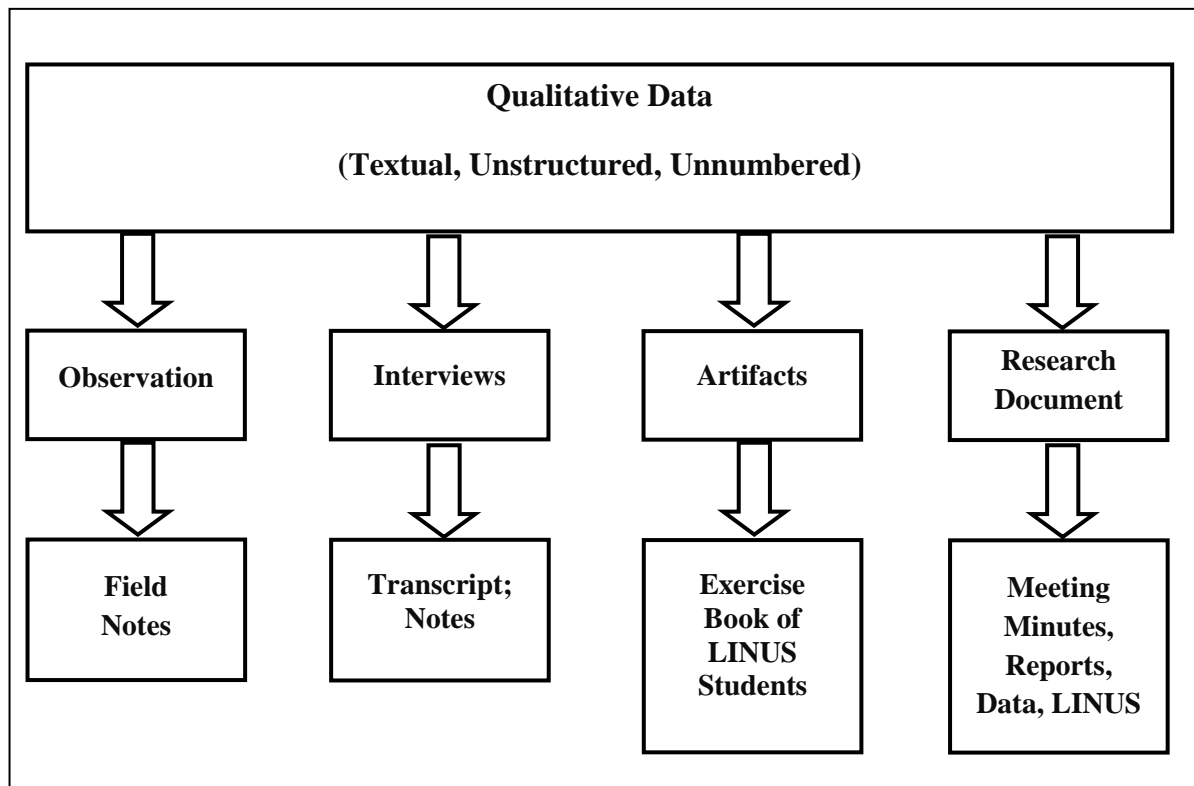 Qualitative Data
(Textual, Unstructured, Unnumbered)
Observation
Interviews
Artifacts
Research
Document
Field
Notes
Transcript;
Notes
Exercise
Book of
LINUS
Students
Meeting
Minutes,
Reports,
Data, LINUS